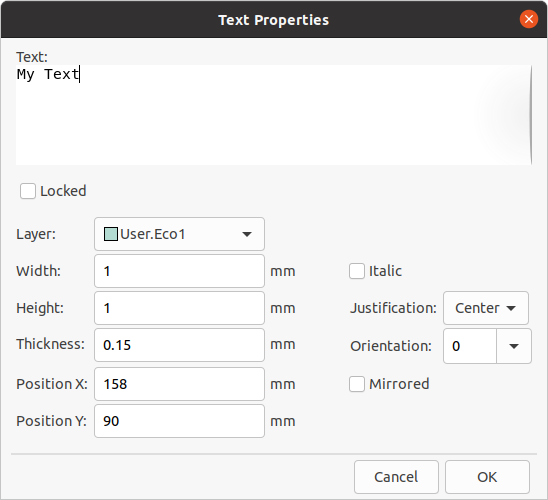 Text Properties
Text:
My Text
Locked
Layer: User.Eco1
Width: 1 mm Italic
Height: 1 mm Justification: Center
Thickness: 0.15 mm Orientation: 0
Position X: 158 mm Mirrored
Position Y: 90 mm
Cancel OK